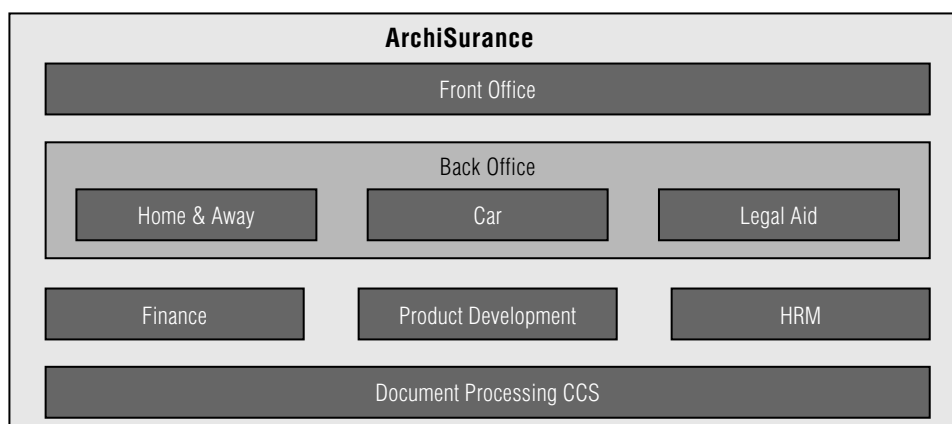 ArchiSurance
Front Office
Back Office
Home & Away
Car
Legal Aid
Finance
Product Development
HRM
Document Processing CCS